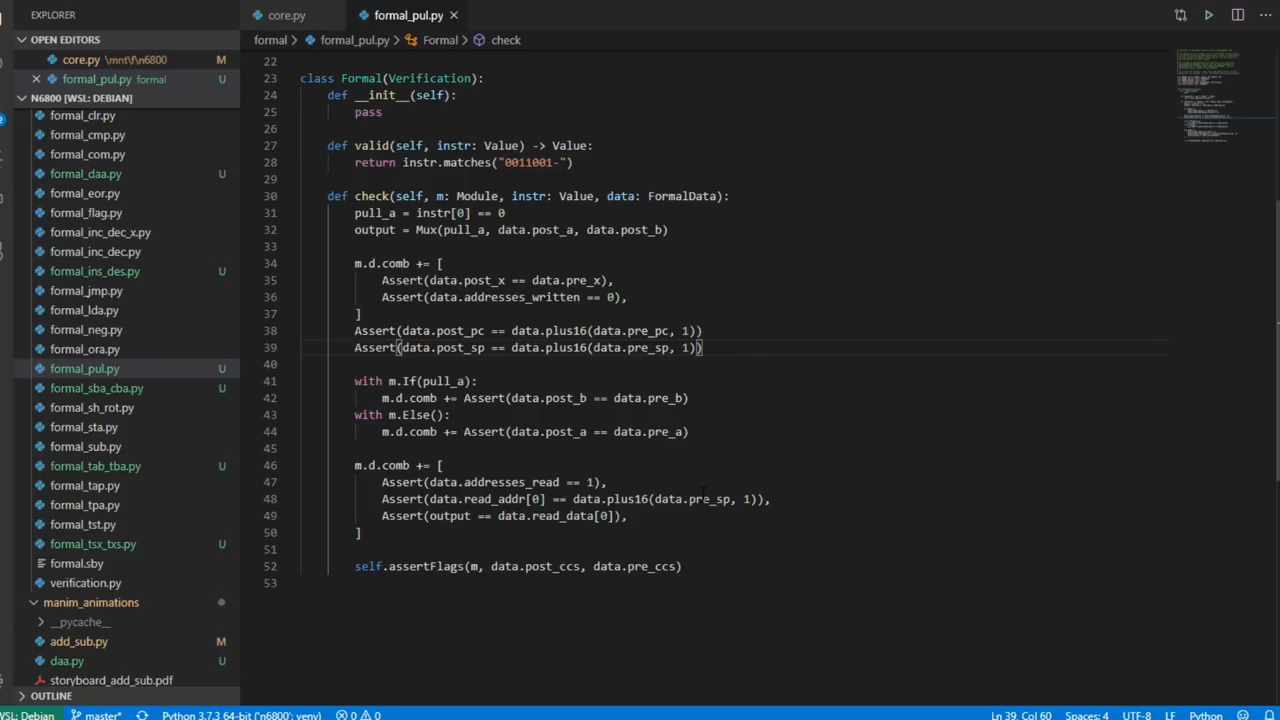 EXPLORER
OPEN EDITORS
core.py \mnt\f\n6800 M
formal_pul.py formal U
N6800 [WSL: DEBIAN]
formal_clr.py
formal_cmp.py
formal_com.py
formal_daa.py U
formal_eor.py
formal_flag.py
formal_inc_dec_x.py
formal_inc_dec.py
formal_ins_des.py U
formal_jmp.py
formal_lda.py
formal_neg.py
formal_ora.py
formal_pul.py U
formal_sba_cba.py U
formal_sh_rot.py
formal_sta.py
formal_sub.py
formal_tab_tba.py U
formal_tap.py
formal_tpa.py
formal_tst.py
formal_tsx_txs.py U
formal.sby
verification.py
manim_animations
__pycache__
add_sub.py M
daa.py U
storyboard_add_sub.pdf
OUTLINE
core.py
formal_pul.py
formal > formal_pul.py > Formal > check
22
23 class Formal(Verification):
24 def __init__(self):
25 pass
26
27 def valid(self, instr: Value) -> Value:
28 return instr.matches("0011001-")
29
30 def check(self, m: Module, instr: Value, data: FormalData):
31 pull_a = instr[0] == 0
32 output = Mux(pull_a, data.post_a, data.post_b)
33
34 m.d.comb += [
35 Assert(data.post_x == data.pre_x),
36 Assert(data.addresses_written == 0),
37 ]
38 Assert(data.post_pc == data.plus16(data.pre_pc, 1))
39 Assert(data.post_sp == data.plus16(data.pre_sp, 1))
40
41 with m.If(pull_a):
42 m.d.comb += Assert(data.post_b == data.pre_b)
43 with m.Else():
44 m.d.comb += Assert(data.post_a == data.pre_a)
45
46 m.d.comb += [
47 Assert(data.addresses_read == 1),
48 Assert(data.read_addr[0] == data.plus16(data.pre_sp, 1)),
49 Assert(output == data.read_data[0]),
50 ]
51
52 self.assertFlags(m, data.post_ccs, data.pre_ccs)
53
WSL: Debian master* Python 3.7.3 64-bit ('n6800': venv) 0 0 Ln 39, Col 60 Spaces: 4 UTF-8 LF Python